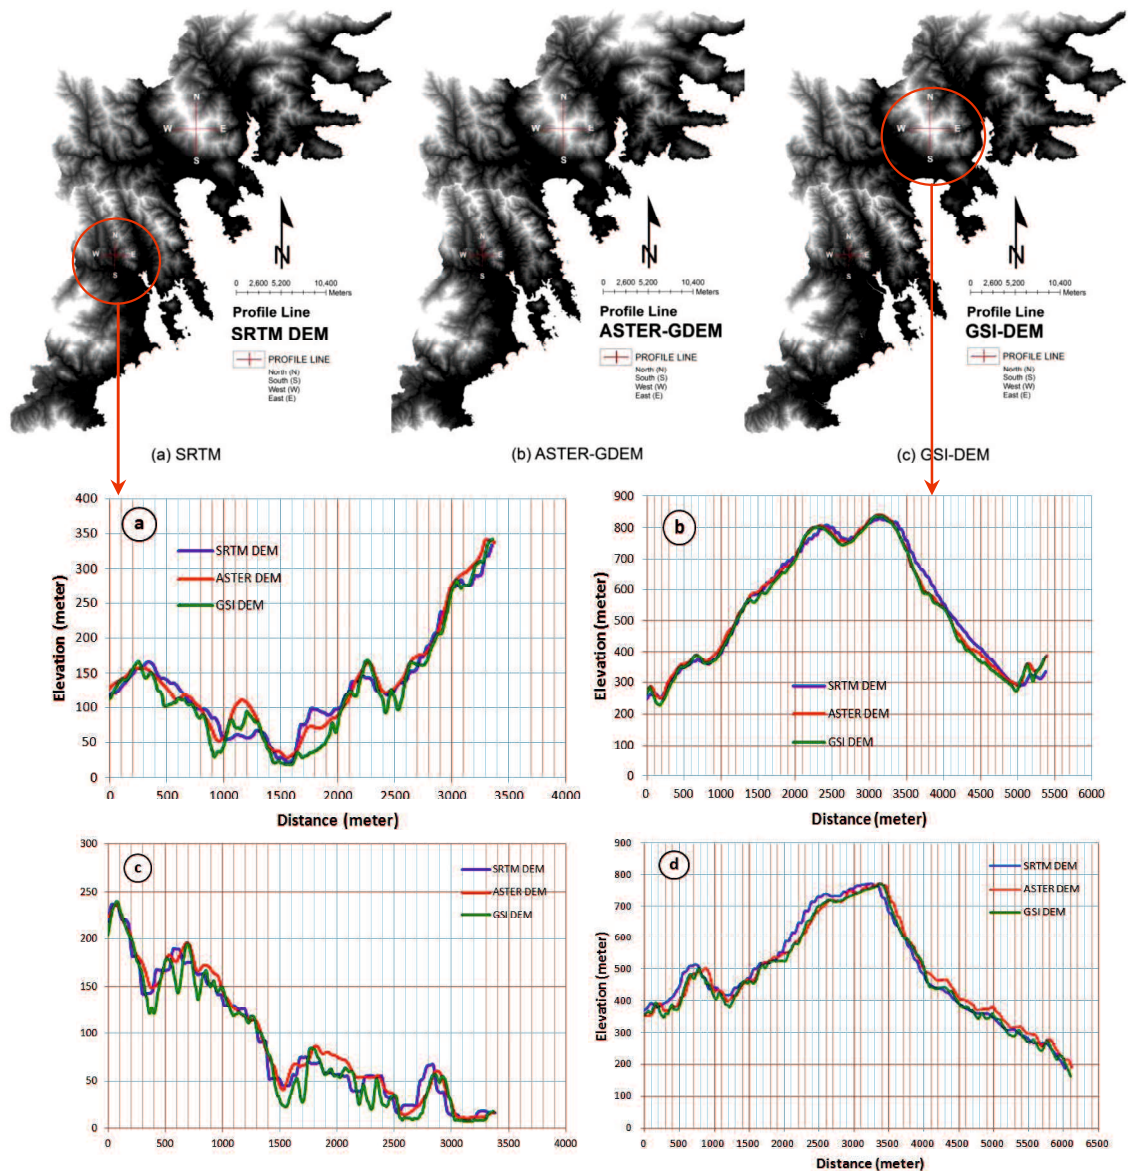 N
W E
S
N
W E
S
N
0 2,600 5,200 10,400
Meters
Profile Line
SRTM DEM
PROFILE LINE
North (N)
South (S)
West (W)
East (E)
(a) SRTM
N
W E
S
N
W E
S
N
0 2,600 5,200 10,400
Meters
Profile Line
ASTER-GDEM
PROFILE LINE
North (N)
South (S)
West (W)
East (E)
(b) ASTER-GDEM
N
W E
S
N
W E
S
N
0 2,600 5,200 10,400
Meters
Profile Line
GSI-DEM
PROFILE LINE
North (N)
South (S)
West (W)
East (E)
(c) GSI-DEM
a
SRTM DEM
ASTER DEM
GSI DEM
Elevation (meter)
400
350
300
250
200
150
100
50
0
0 500 1000 1500 2000 2500 3000 3500 4000
Distance (meter)
b
SRTM DEM
ASTER DEM
GSI DEM
Elevation (meter)
900
800
700
600
500
400
300
200
100
0
0 500 1000 1500 2000 2500 3000 3500 4000 4500 5000 5500 6000
Distance (meter)
c
SRTM DEM
ASTER DEM
GSI DEM
300
250
200
150
100
50
0
0 500 1000 1500 2000 2500 3000 3500 4000
d
SRTM DEM
ASTER DEM
GSI DEM
Elevation (meter)
900
800
700
600
500
400
300
200
100
0
0 500 1000 1500 2000 2500 3000 3500 4000 4500 5000 5500 6000 6500
Distance (meter)